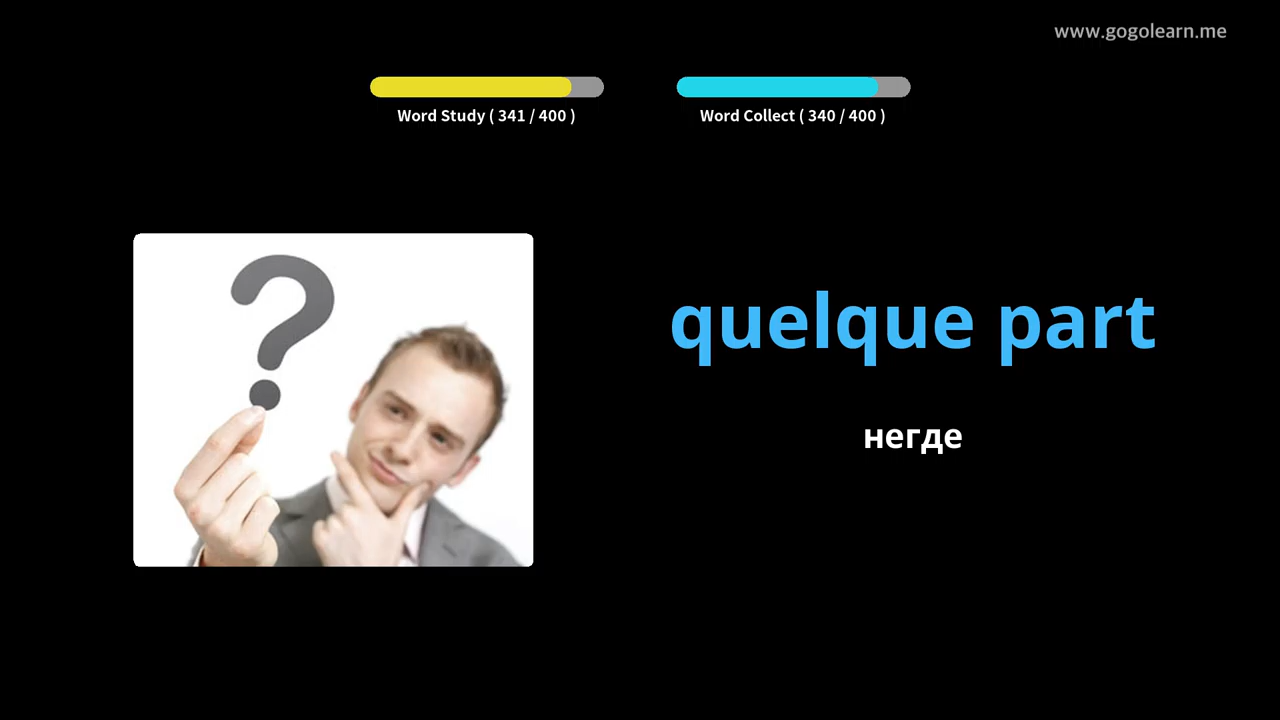 www.gogolearn.me
Word Study ( 341 / 400 )
Word Collect ( 340 / 400 )
quelque part
негде